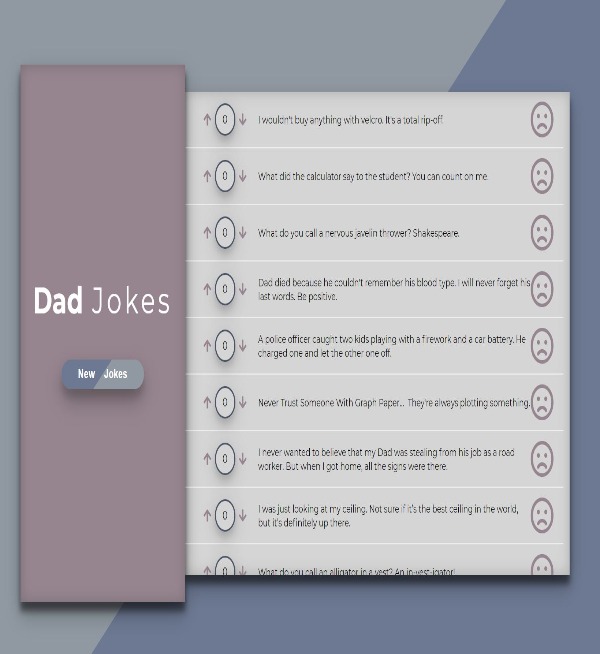 Dad Jokes
New Jokes
0 I wouldn't buy anything with velcro. It's a total rip-off.
0 What did the calculator say to the student? You can count on me.
0 What do you call a nervous javelin thrower? Shakespeare.
0 Dad died because he couldn't remember his blood type. I will never forget his
last words. Be positive.
0 A police officer caught two kids playing with a firework and a car battery. He
charged one and let the other one off.
0 Never Trust Someone With Graph Paper... They're always plotting something.
0 I never wanted to believe that my Dad was stealing from his job as a road
worker. But when I got home, all the signs were there.
0 I was just looking at my ceiling. Not sure if it's the best ceiling in the world,
but it's definitely up there.
0 What do you call an alligator in a vest? An in-vest-igator!